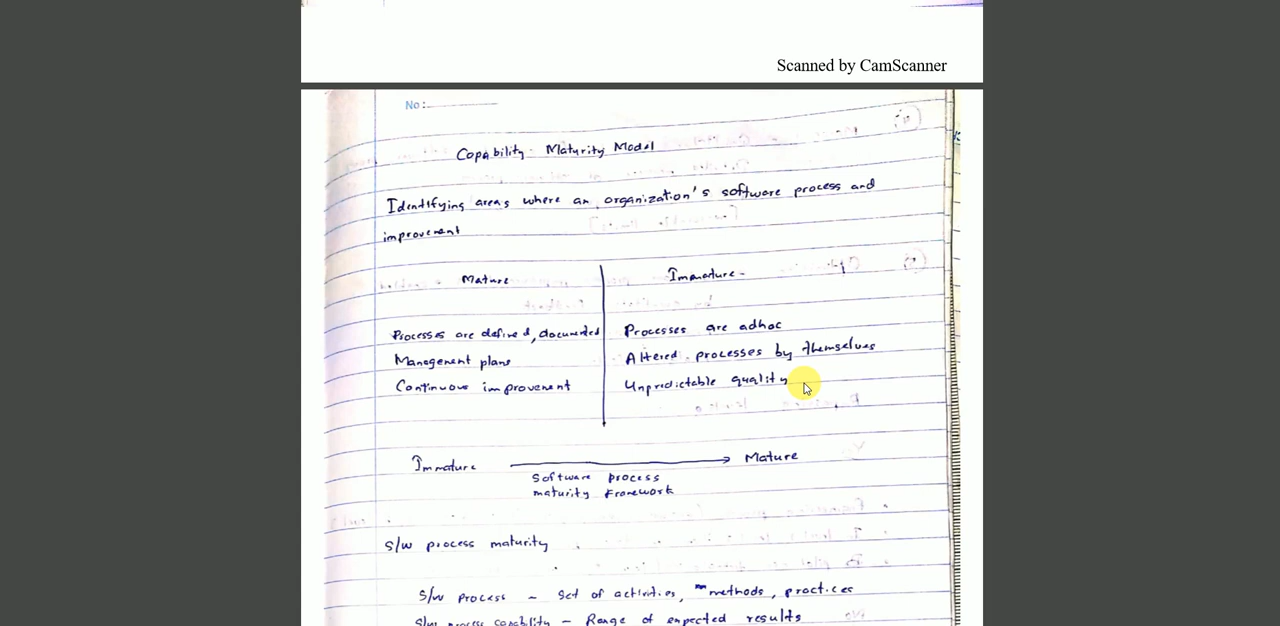 Scanned by CamScanner
No:
Capability Maturity Model
Identifying areas where an organization's software process and
improvement
Mature
Immature
Processes are defined, documented
Processes are adhoc
Management plans
Altered processes by themselves
Continuous improvement
Unpredictable quality
Immature
Mature
Software process
maturity Framework
S/W process maturity
S/W process - Set of activities, methods, practices
S/W process capability - Range of expected results